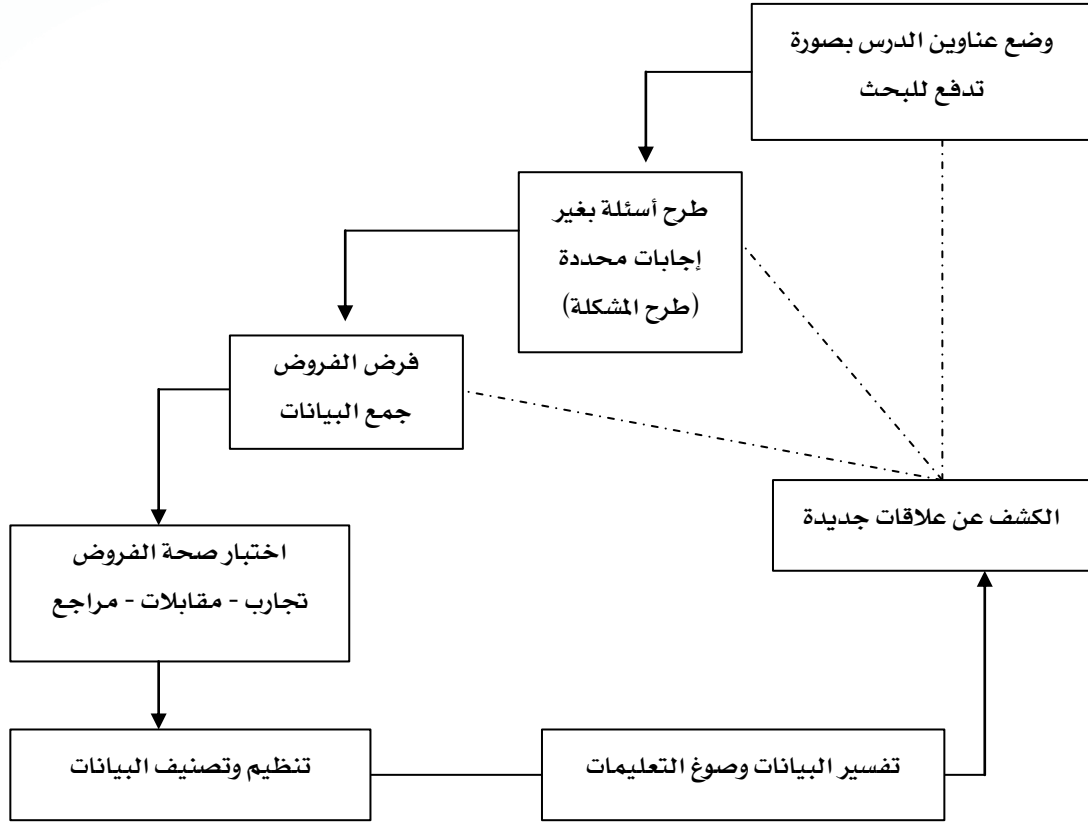 وضع عناوين الدرس بصورة
تدفع للبحث
طرح أسئلة بغير
إجابات محددة
(طرح المشكلة)
فرض الفروض
جمع البيانات
الكشف عن علاقات جديدة
اختبار صحة الفروض
تجارب - مقابلات - مراجع
تنظيم وتصنيف البيانات
تفسير البيانات وصوغ التعليمات